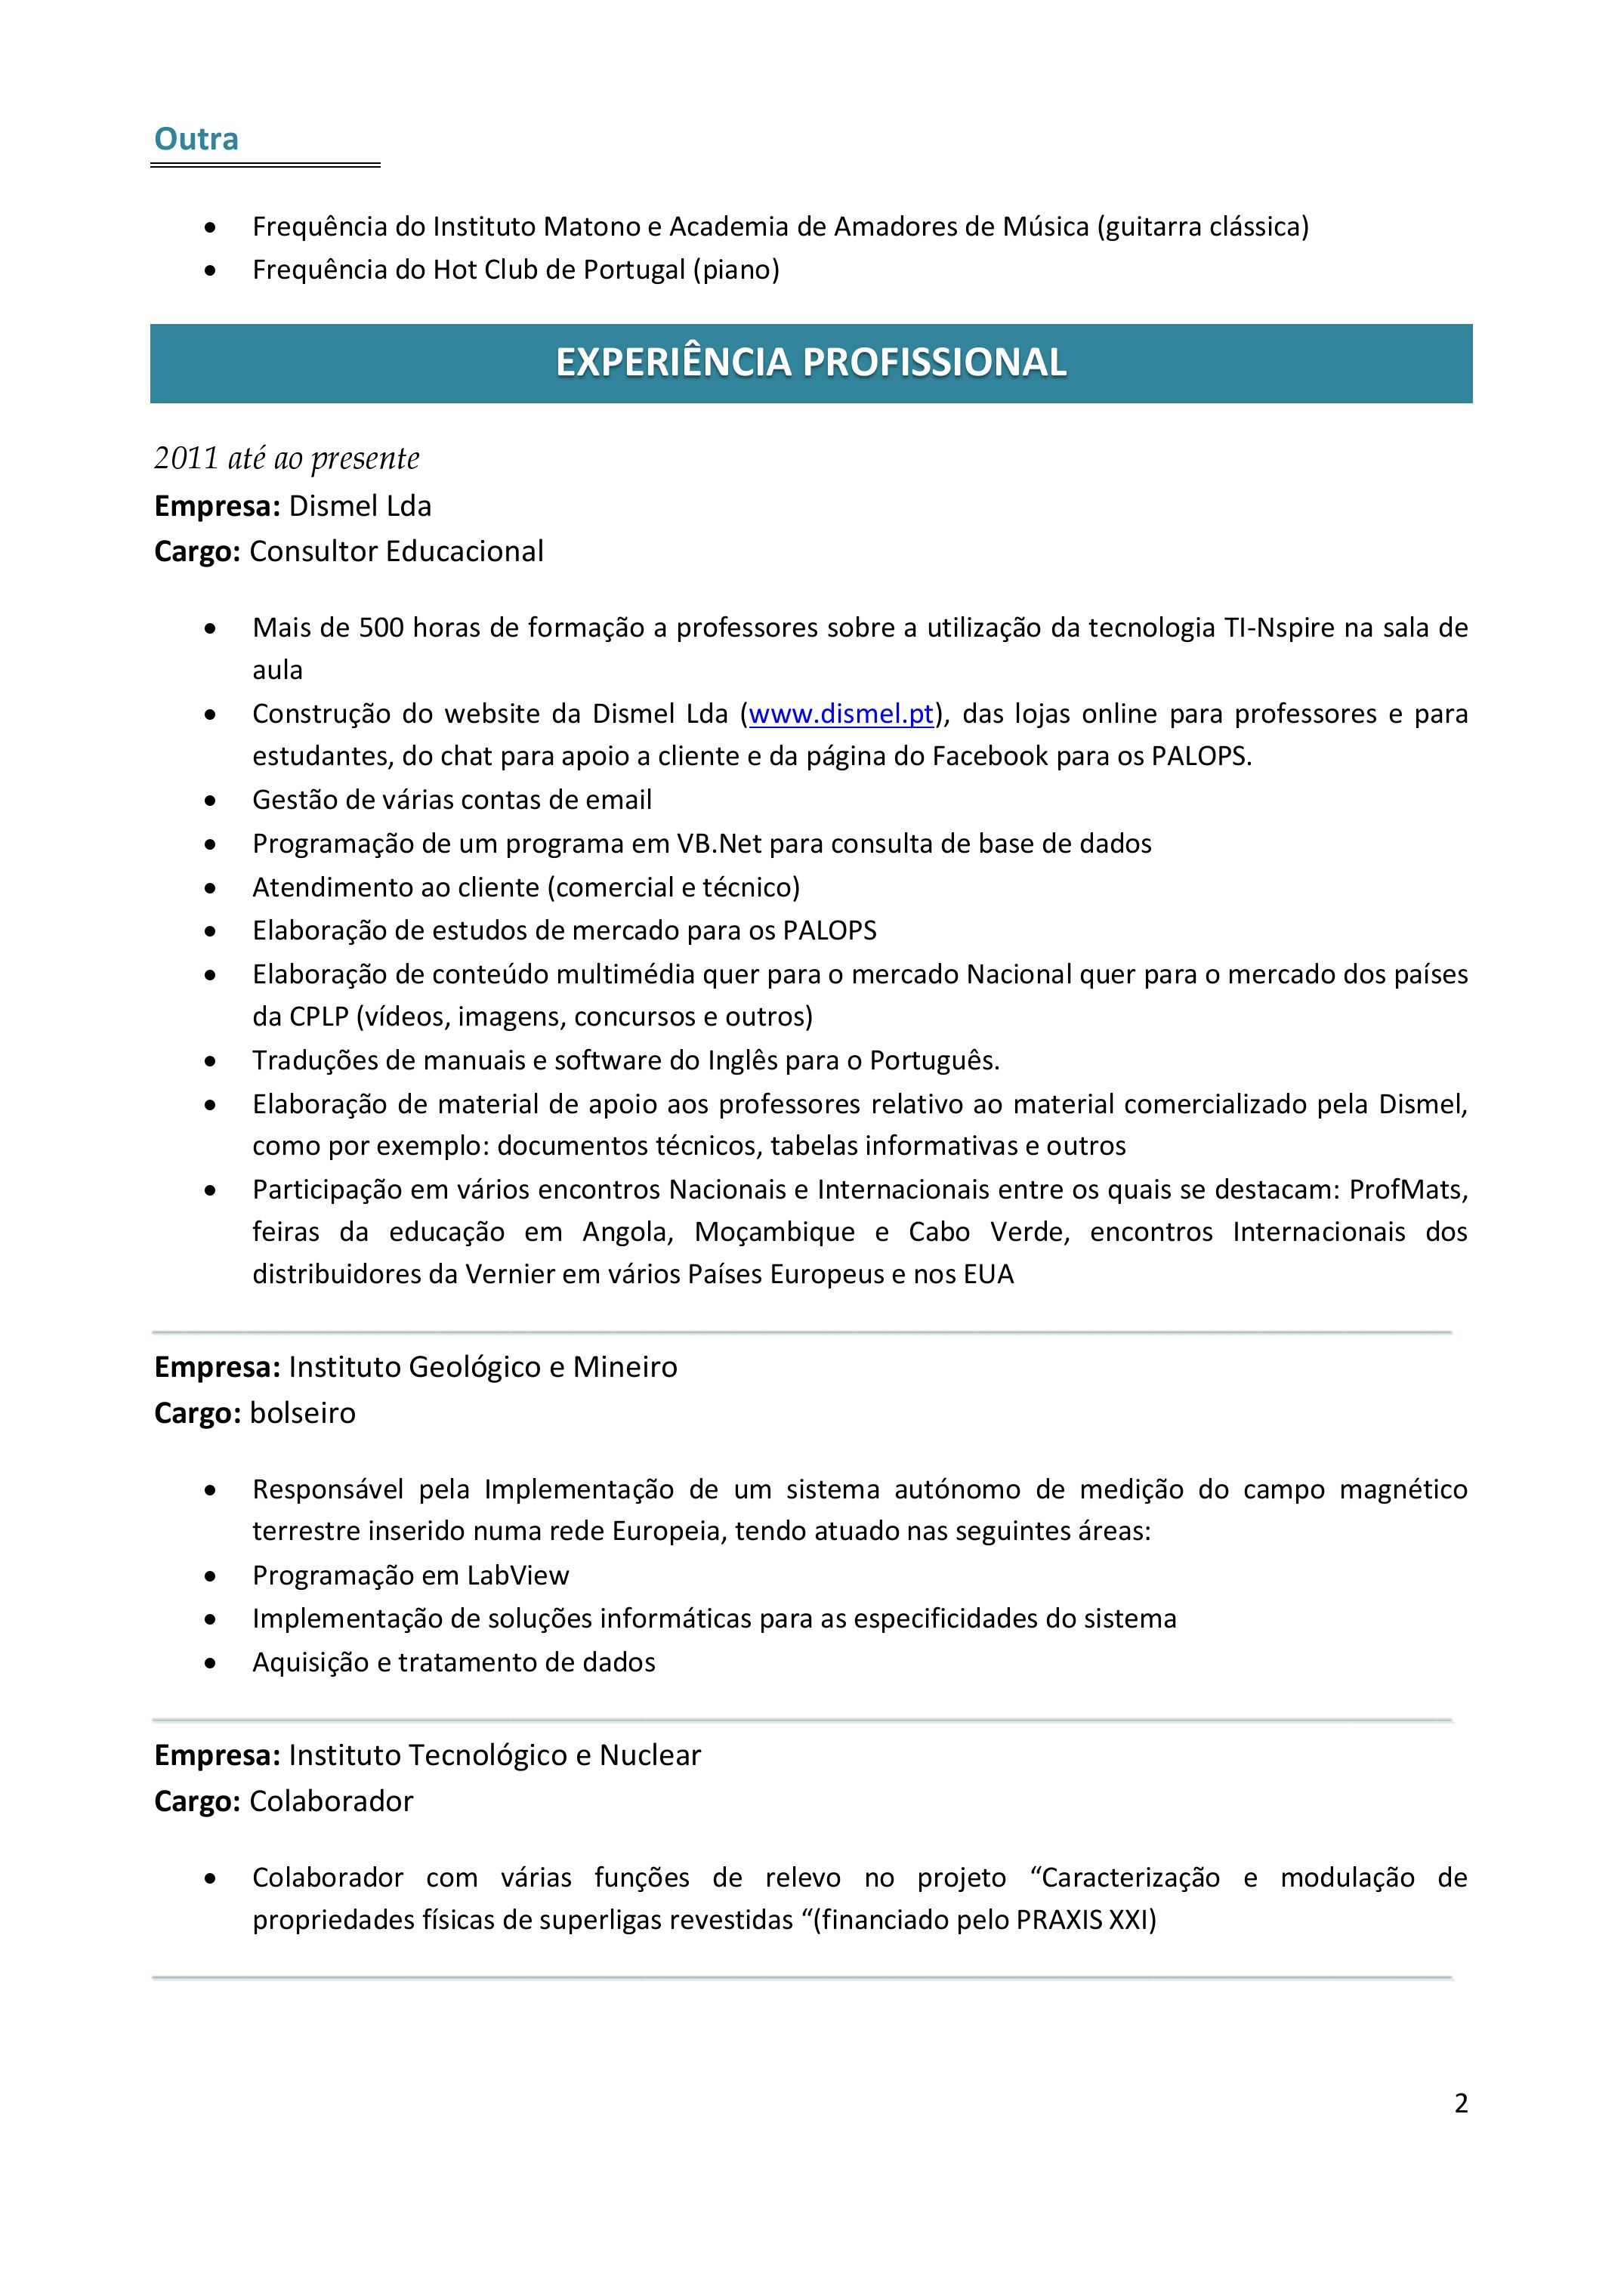 Outra
• Frequência do Instituto Matono e Academia de Amadores de Música (guitarra clássica)
• Frequência do Hot Club de Portugal (piano)
EXPERIÊNCIA PROFISSIONAL
2011 até ao presente
Empresa: Dismel Lda
Cargo: Consultor Educacional
• Mais de 500 horas de formação a professores sobre a utilização da tecnologia TI-Nspire na sala de
aula
• Construção do website da Dismel Lda (www.dismel.pt), das lojas online para professores e para
estudantes, do chat para apoio a cliente e da página do Facebook para os PALOPS.
• Gestão de várias contas de email
• Programação de um programa em VB.Net para consulta de base de dados
• Atendimento ao cliente (comercial e técnico)
• Elaboração de estudos de mercado para os PALOPS
• Elaboração de conteúdo multimédia quer para o mercado Nacional quer para o mercado dos países
da CPLP (vídeos, imagens, concursos e outros)
• Traduções de manuais e software do Inglês para o Português.
• Elaboração de material de apoio aos professores relativo ao material comercializado pela Dismel,
como por exemplo: documentos técnicos, tabelas informativas e outros
• Participação em vários encontros Nacionais e Internacionais entre os quais se destacam: ProfMats,
feiras da educação em Angola, Moçambique e Cabo Verde, encontros Internacionais dos
distribuidores da Vernier em vários Países Europeus e nos EUA
Empresa: Instituto Geológico e Mineiro
Cargo: bolseiro
• Responsável pela Implementação de um sistema autónomo de medição do campo magnético
terrestre inserido numa rede Europeia, tendo atuado nas seguintes áreas:
• Programação em LabView
• Implementação de soluções informáticas para as especificidades do sistema
• Aquisição e tratamento de dados
Empresa: Instituto Tecnológico e Nuclear
Cargo: Colaborador
• Colaborador com várias funções de relevo no projeto “Caracterização e modulação de
propriedades físicas de superligas revestidas “(financiado pelo PRAXIS XXI)
2